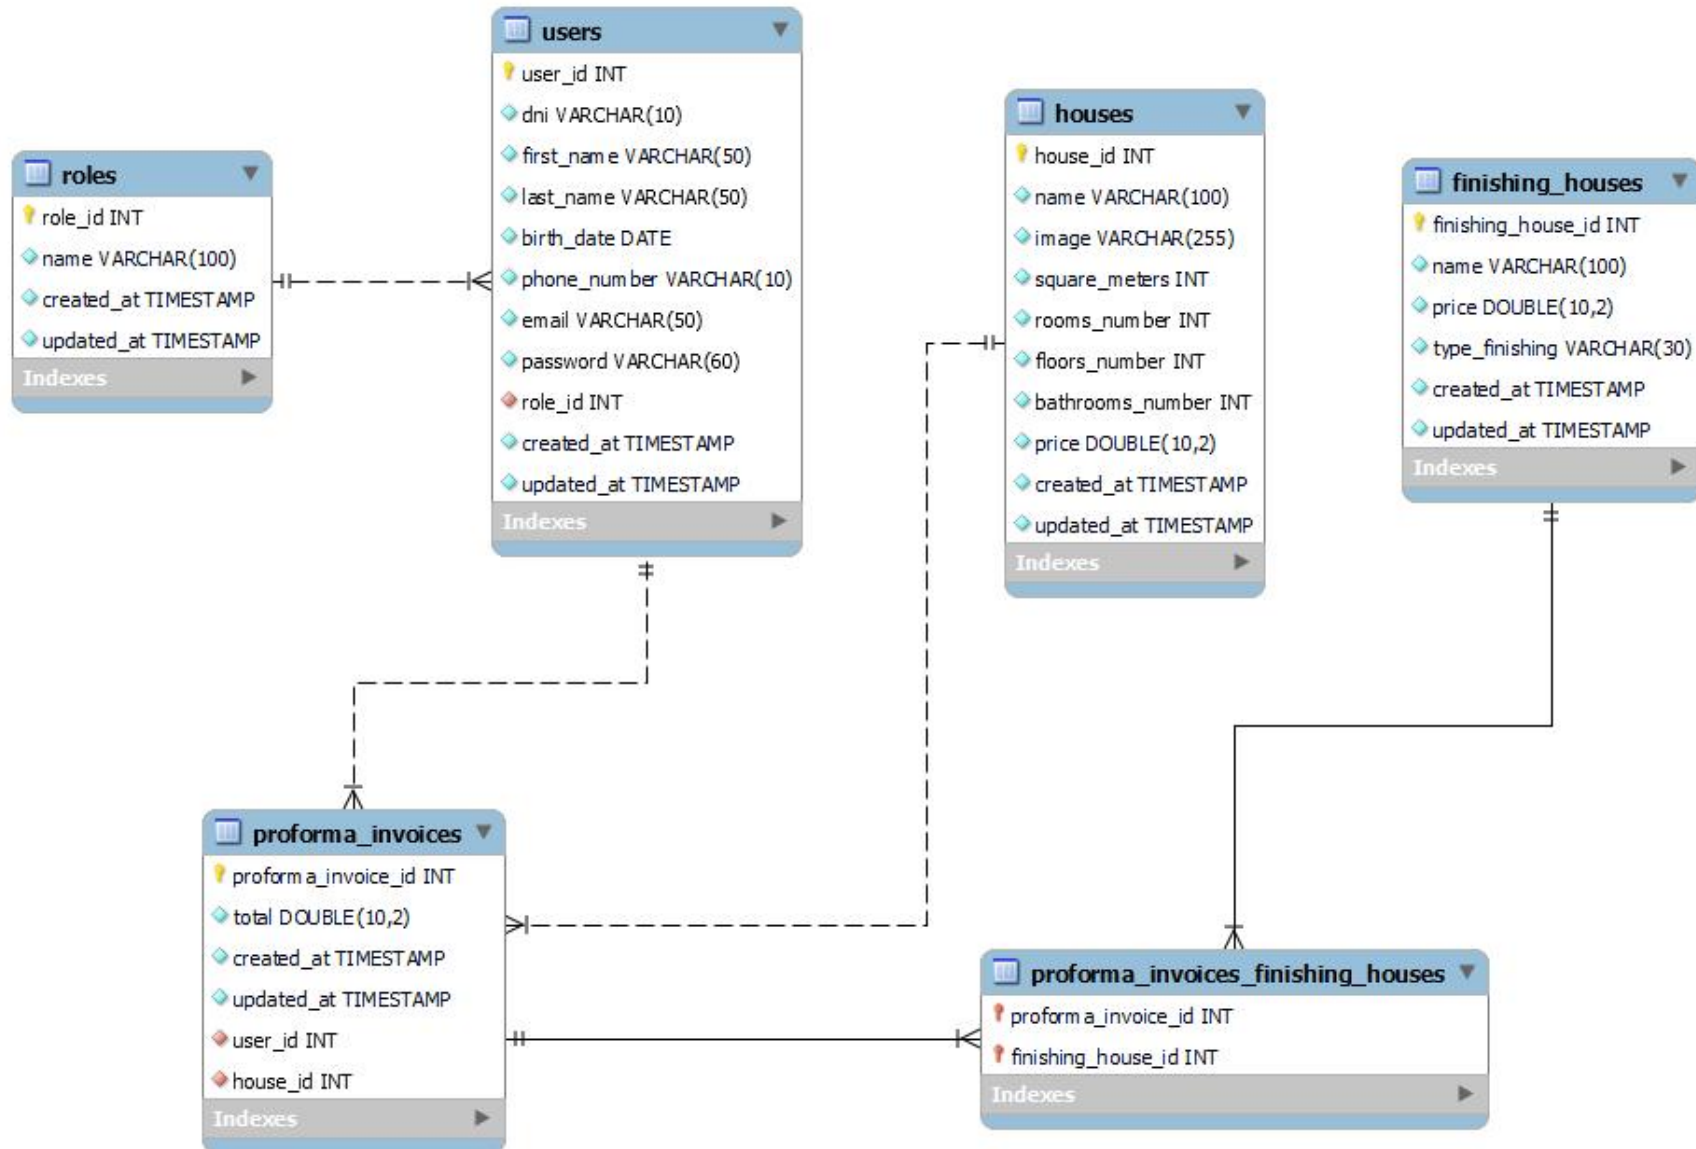 users
user_id INT
dni VARCHAR(10)
first_name VARCHAR(50)
last_name VARCHAR(50)
birth_date DATE
phone_number VARCHAR(10)
email VARCHAR(50)
password VARCHAR(60)
role_id INT
created_at TIMESTAMP
updated_at TIMESTAMP
Indexes
roles
role_id INT
name VARCHAR(100)
created_at TIMESTAMP
updated_at TIMESTAMP
Indexes
houses
house_id INT
name VARCHAR(100)
image VARCHAR(255)
square_meters INT
rooms_number INT
floors_number INT
bathrooms_number INT
price DOUBLE(10,2)
created_at TIMESTAMP
updated_at TIMESTAMP
Indexes
finishing_houses
finishing_house_id INT
name VARCHAR(100)
price DOUBLE(10,2)
type_finishing VARCHAR(30)
created_at TIMESTAMP
updated_at TIMESTAMP
Indexes
proforma_invoices
proforma_invoice_id INT
total DOUBLE(10,2)
created_at TIMESTAMP
updated_at TIMESTAMP
user_id INT
house_id INT
Indexes
proforma_invoices_finishing_houses
proforma_invoice_id INT
finishing_house_id INT
Indexes